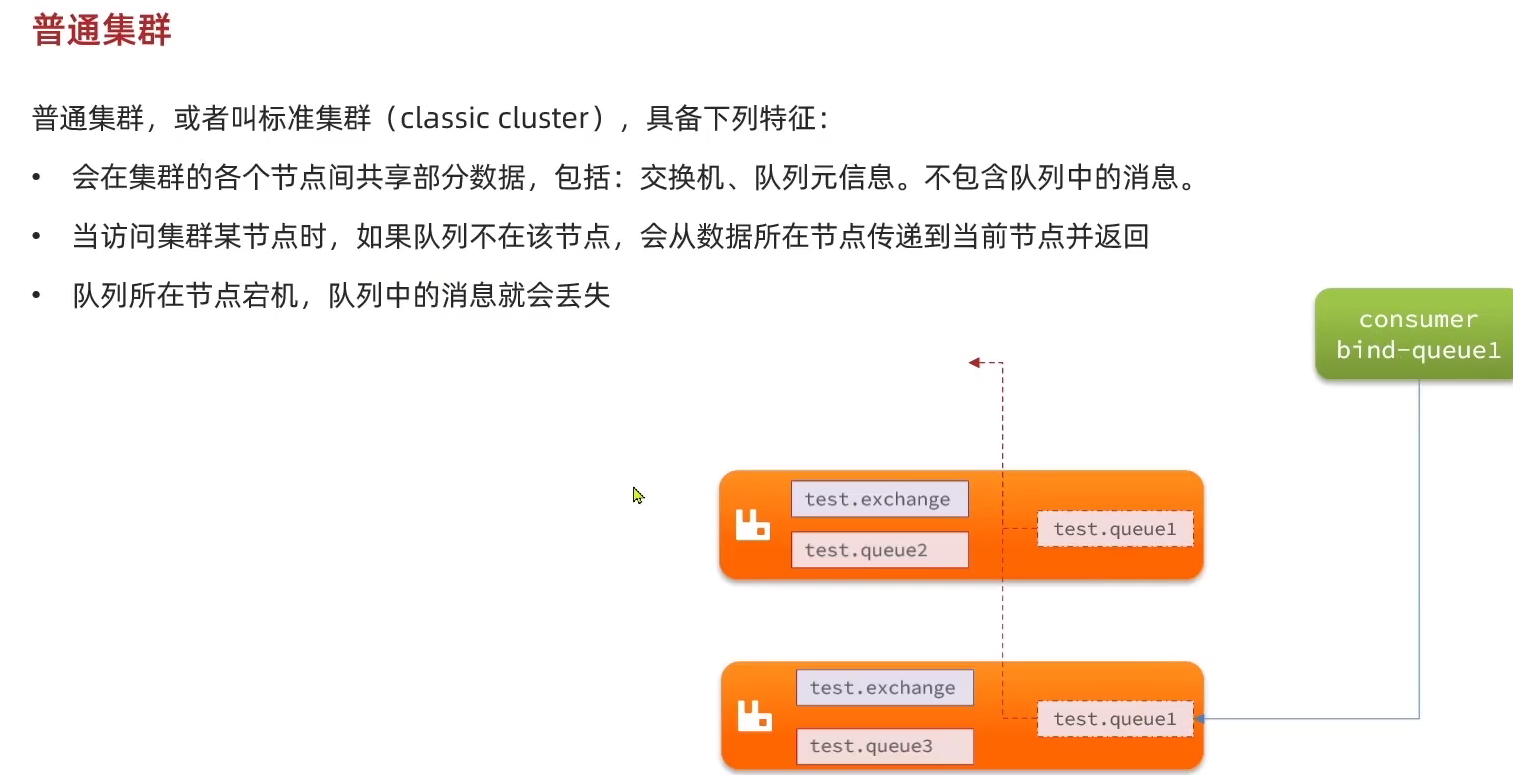 普通集群
普通集群，或者叫标准集群（classic cluster），具备下列特征：
• 会在集群的各个节点间共享部分数据，包括：交换机、队列元信息。不包含队列中的消息。
• 当访问集群某节点时，如果队列不在该节点，会从数据所在节点传递到当前节点并返回
• 队列所在节点宕机，队列中的消息就会丢失
consumer
bind-queue1
test.exchange
test.queue2
test.queue1
test.exchange
test.queue3
test.queue1